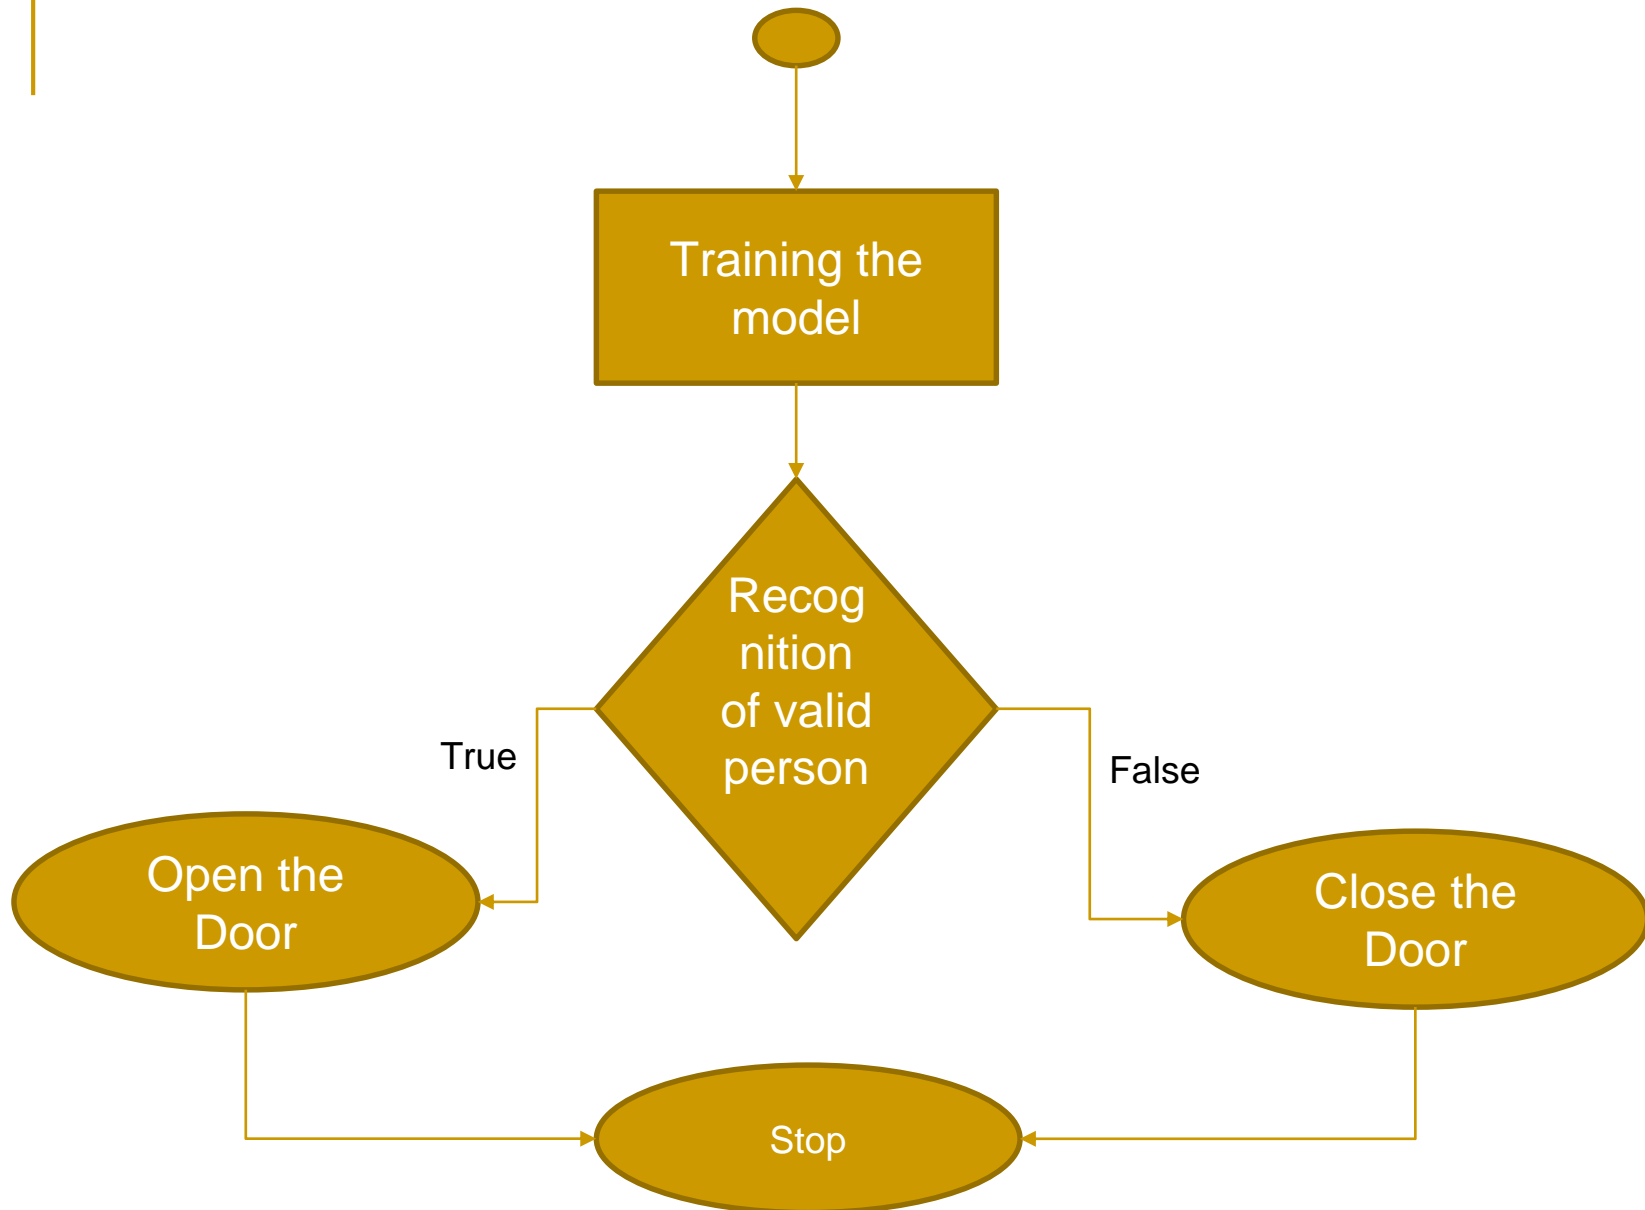 Training the
model
Recog
nition
of valid
person
True
False
Open the
Door
Close the
Door
Stop